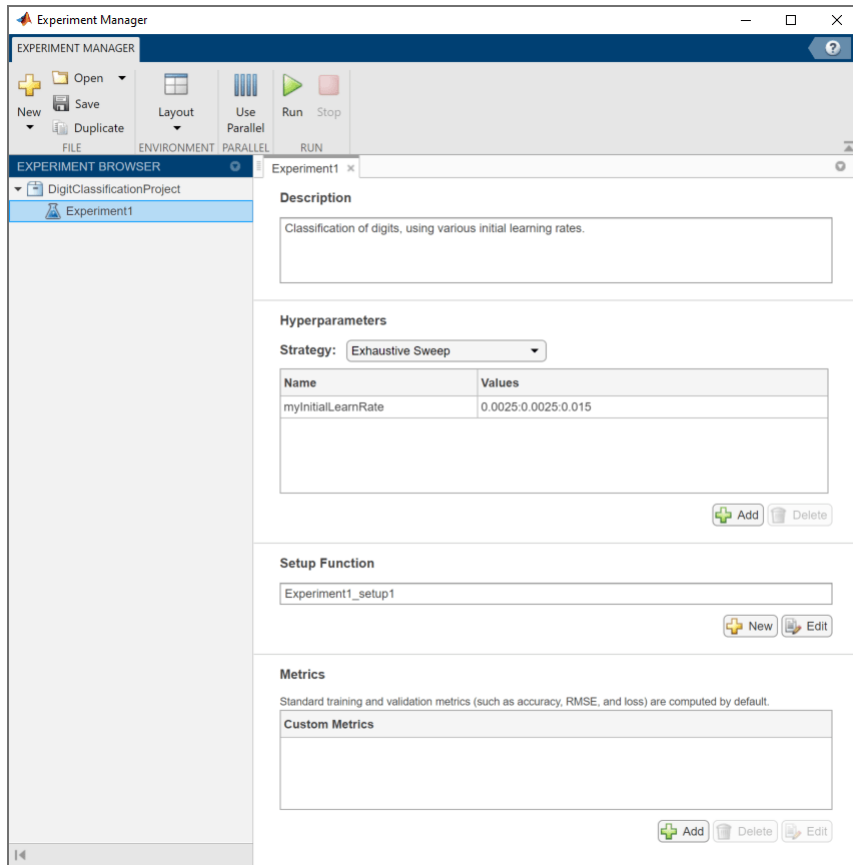 Experiment Manager
EXPERIMENT MANAGER
?
New
Open
Save
Duplicate
Layout
Use Parallel
Run
Stop
FILE
ENVIRONMENT
PARALLEL
RUN
EXPERIMENT BROWSER
DigitClassificationProject
Experiment1
Experiment1
Description
Classification of digits, using various initial learning rates.
Hyperparameters
Strategy: Exhaustive Sweep
Name Values
myInitialLearnRate 0.0025:0.0025:0.015
Add Delete
Setup Function
Experiment1_setup1
New Edit
Metrics
Standard training and validation metrics (such as accuracy, RMSE, and loss) are computed by default.
Custom Metrics
Add Delete Edit